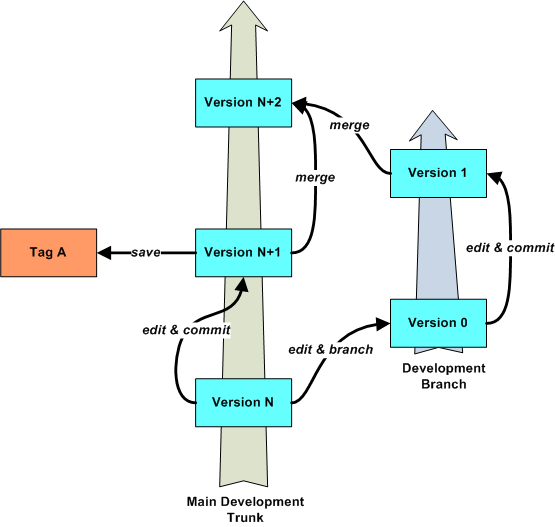 Version N+2
merge
Version 1
merge
Tag A
save
Version N+1
edit & commit
edit & commit
Version 0
edit & branch
Development
Branch
Version N
Main Development
Trunk